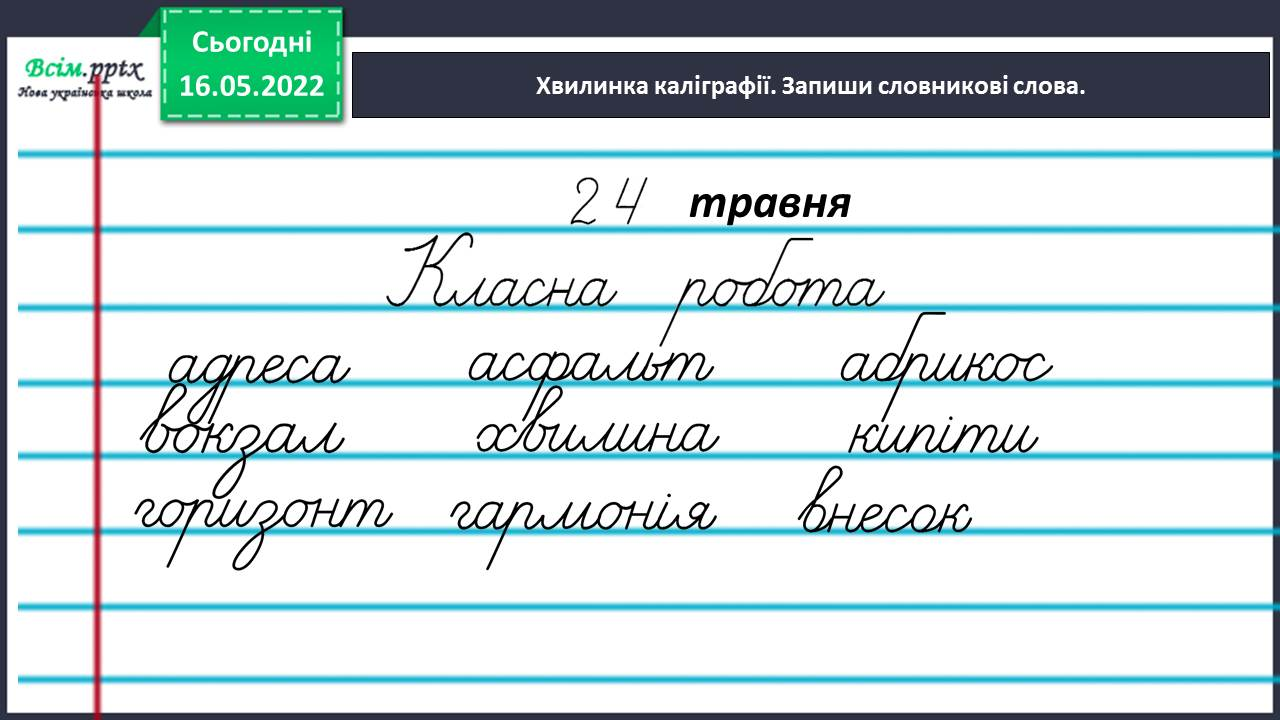 Всім.pptx
Нова українська школа
Сьогодні
16.05.2022
Хвилинка каліграфії. Запиши словникові слова.
24 травня
Класна робота
адреса асфальт абрикос
вокзал хвилина кипіти
горизонт гармонія внесок